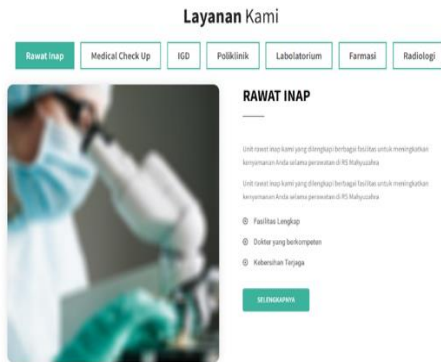 Layanan Kami
Rawat Inap
Medical Check Up
IGD
Poliklinik
Labolatorium
Farmasi
Radiologi
RAWAT INAP
Unit rawat inap kami yang dilengkapi berbagai fasilitas untuk meningkatkan
kenyamanan Anda selama perawatan di RS Mahyuzahra
Unit rawat inap kami yang dilengkapi berbagai fasilitas untuk meningkatkan
kenyamanan Anda selama perawatan di RS Mahyuzahra
Fasilitas Lengkap
Dokter yang berkompeten
Kebersihan Terjaga
SELENGKAPNYA